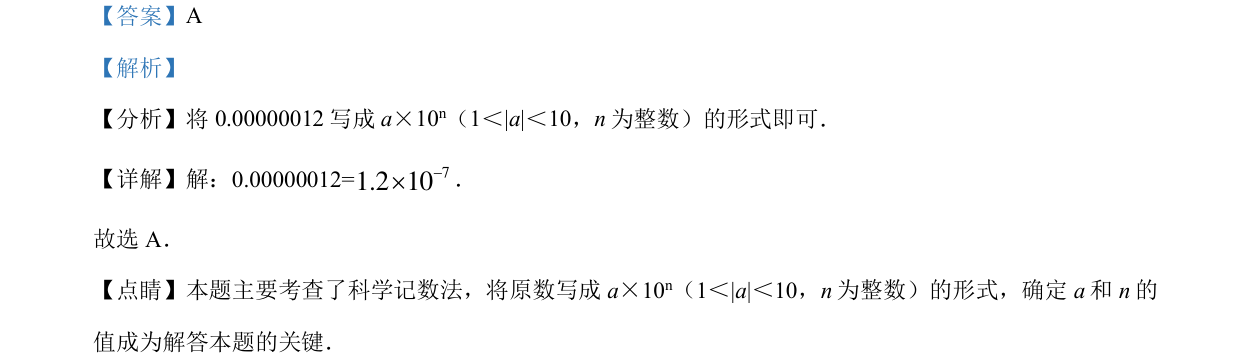 【答案】A
【解析】
【分析】将 0.00000012 写成 a×10ⁿ（1＜|a|＜10，n 为整数）的形式即可．
【详解】解：0.00000012=1.2×10⁻⁷．
故选 A．
【点睛】本题主要考查了科学记数法，将原数写成 a×10ⁿ（1＜|a|＜10，n 为整数）的形式，确定 a 和 n 的
值成为解答本题的关键．